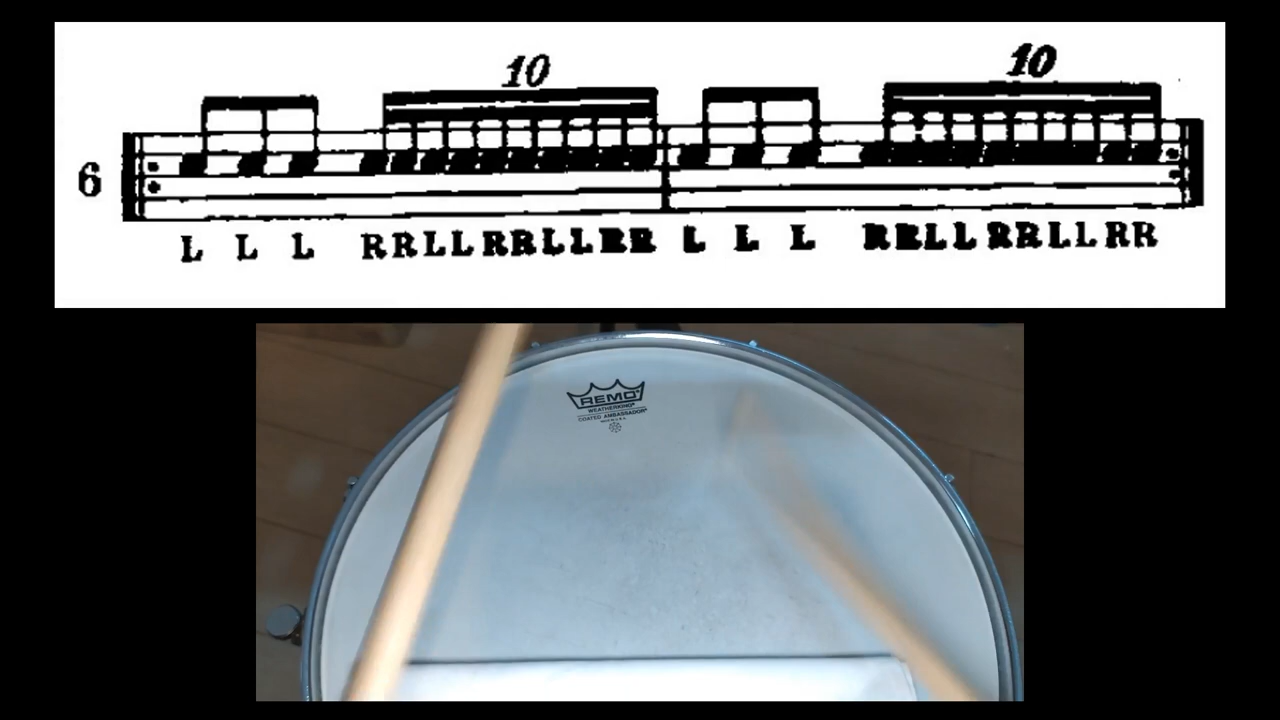 10 10
6
L L L RRLLRRLLRR L L L RRLLRRLLRR
REMO
WEATHERKING
COATED AMBASSADOR